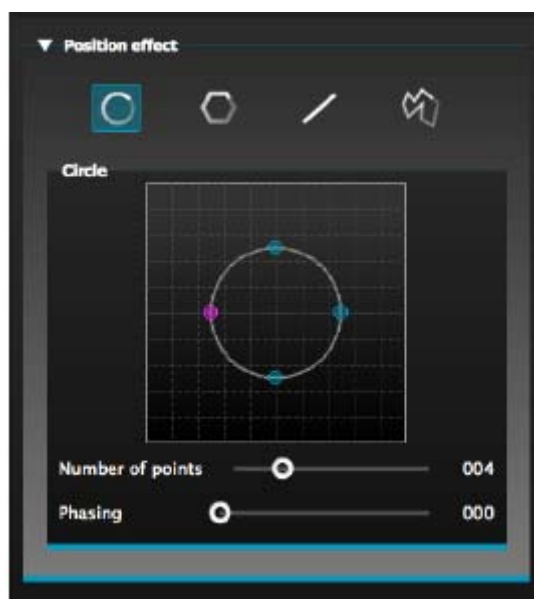 Position effect
Circle
Number of points 004
Phasing 000